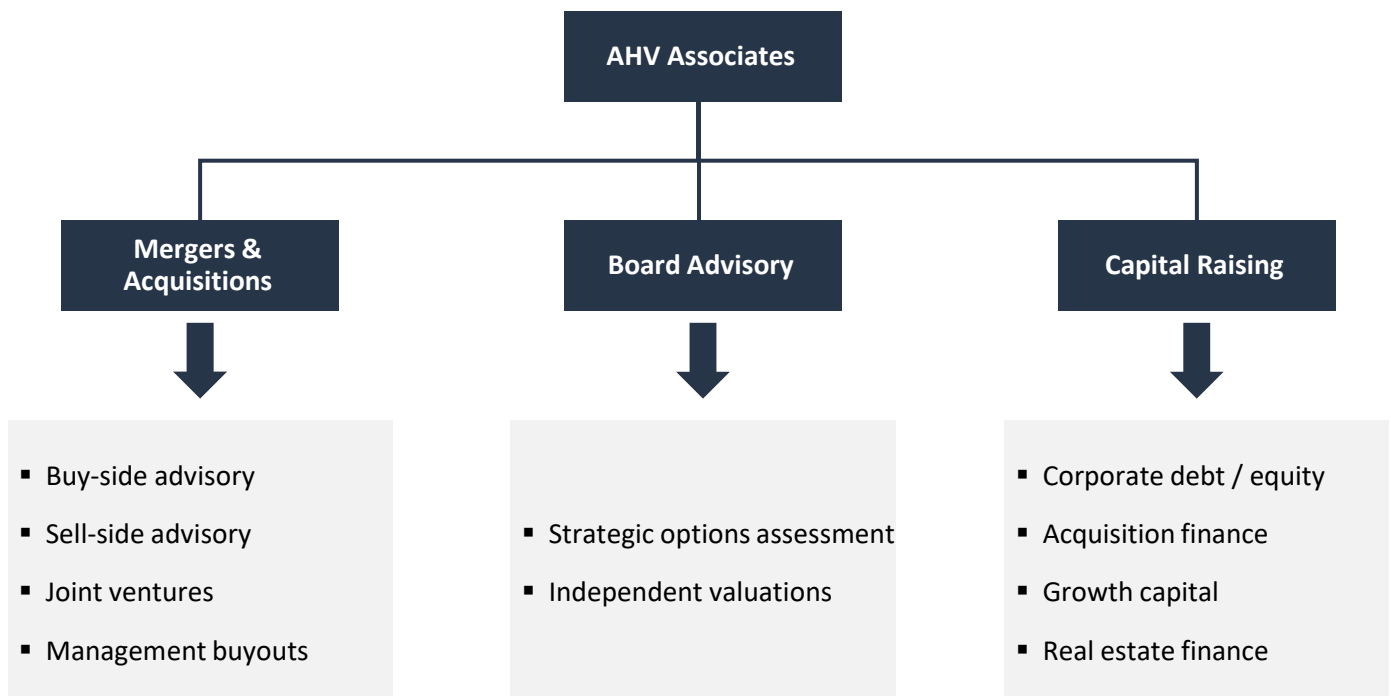 AHV Associates
Mergers &
Acquisitions
Board Advisory
Capital Raising
▪ Buy-side advisory
▪ Sell-side advisory
▪ Joint ventures
▪ Management buyouts
▪ Strategic options assessment
▪ Independent valuations
▪ Corporate debt / equity
▪ Acquisition finance
▪ Growth capital
▪ Real estate finance